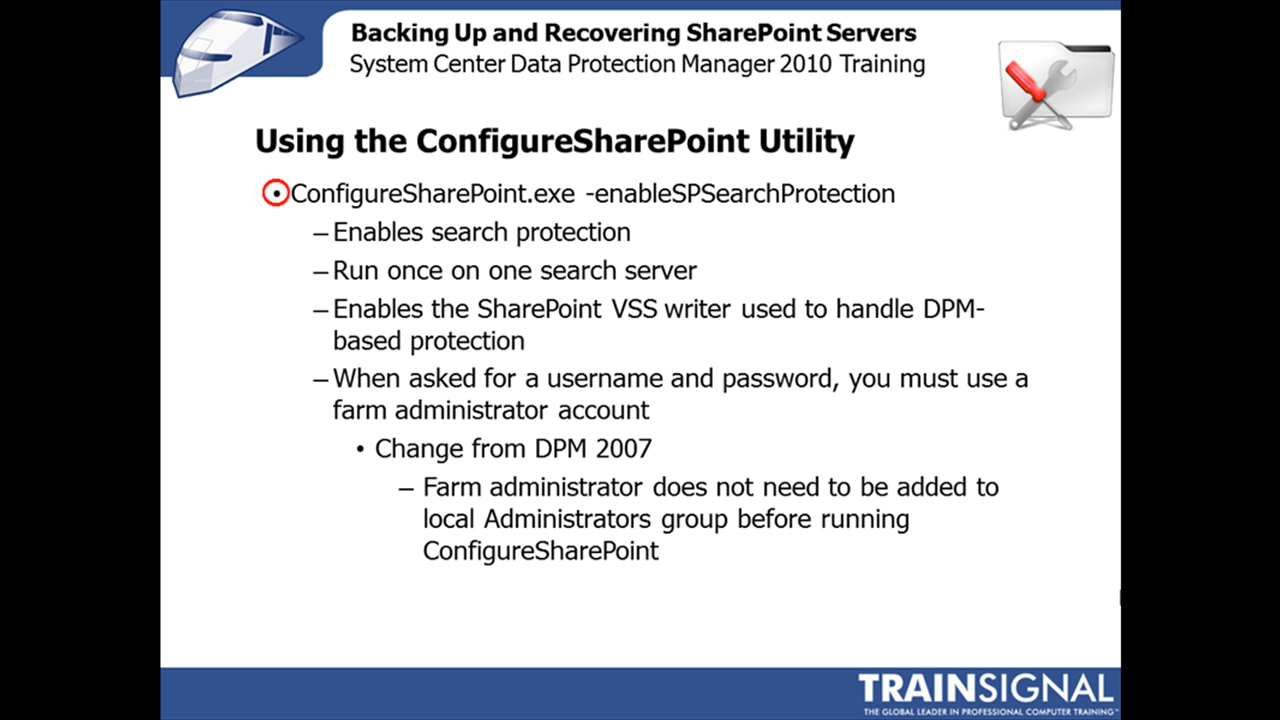 Backing Up and Recovering SharePoint Servers
System Center Data Protection Manager 2010 Training
Using the ConfigureSharePoint Utility
• ConfigureSharePoint.exe -enableSPSearchProtection
– Enables search protection
– Run once on one search server
– Enables the SharePoint VSS writer used to handle DPM-
based protection
– When asked for a username and password, you must use a
farm administrator account
• Change from DPM 2007
– Farm administrator does not need to be added to
local Administrators group before running
ConfigureSharePoint
TRAINSIGNAL
THE GLOBAL LEADER IN PROFESSIONAL COMPUTER TRAINING™